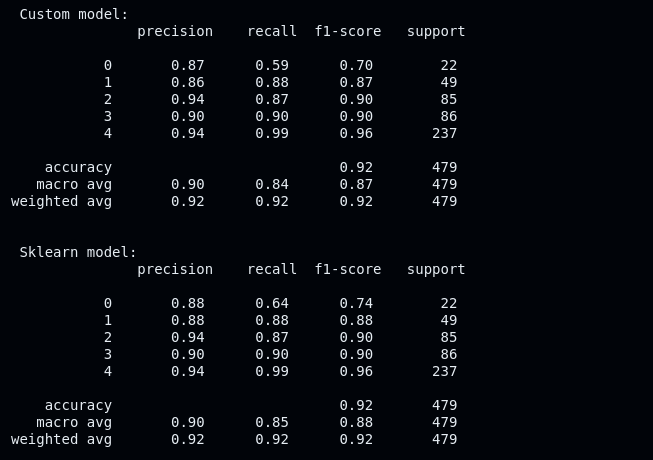 Custom model:
precision recall f1-score support
0 0.87 0.59 0.70 22
1 0.86 0.88 0.87 49
2 0.94 0.87 0.90 85
3 0.90 0.90 0.90 86
4 0.94 0.99 0.96 237
accuracy 0.92 479
macro avg 0.90 0.84 0.87 479
weighted avg 0.92 0.92 0.92 479
Sklearn model:
precision recall f1-score support
0 0.88 0.64 0.74 22
1 0.88 0.88 0.88 49
2 0.94 0.87 0.90 85
3 0.90 0.90 0.90 86
4 0.94 0.99 0.96 237
accuracy 0.92 479
macro avg 0.90 0.85 0.88 479
weighted avg 0.92 0.92 0.92 479